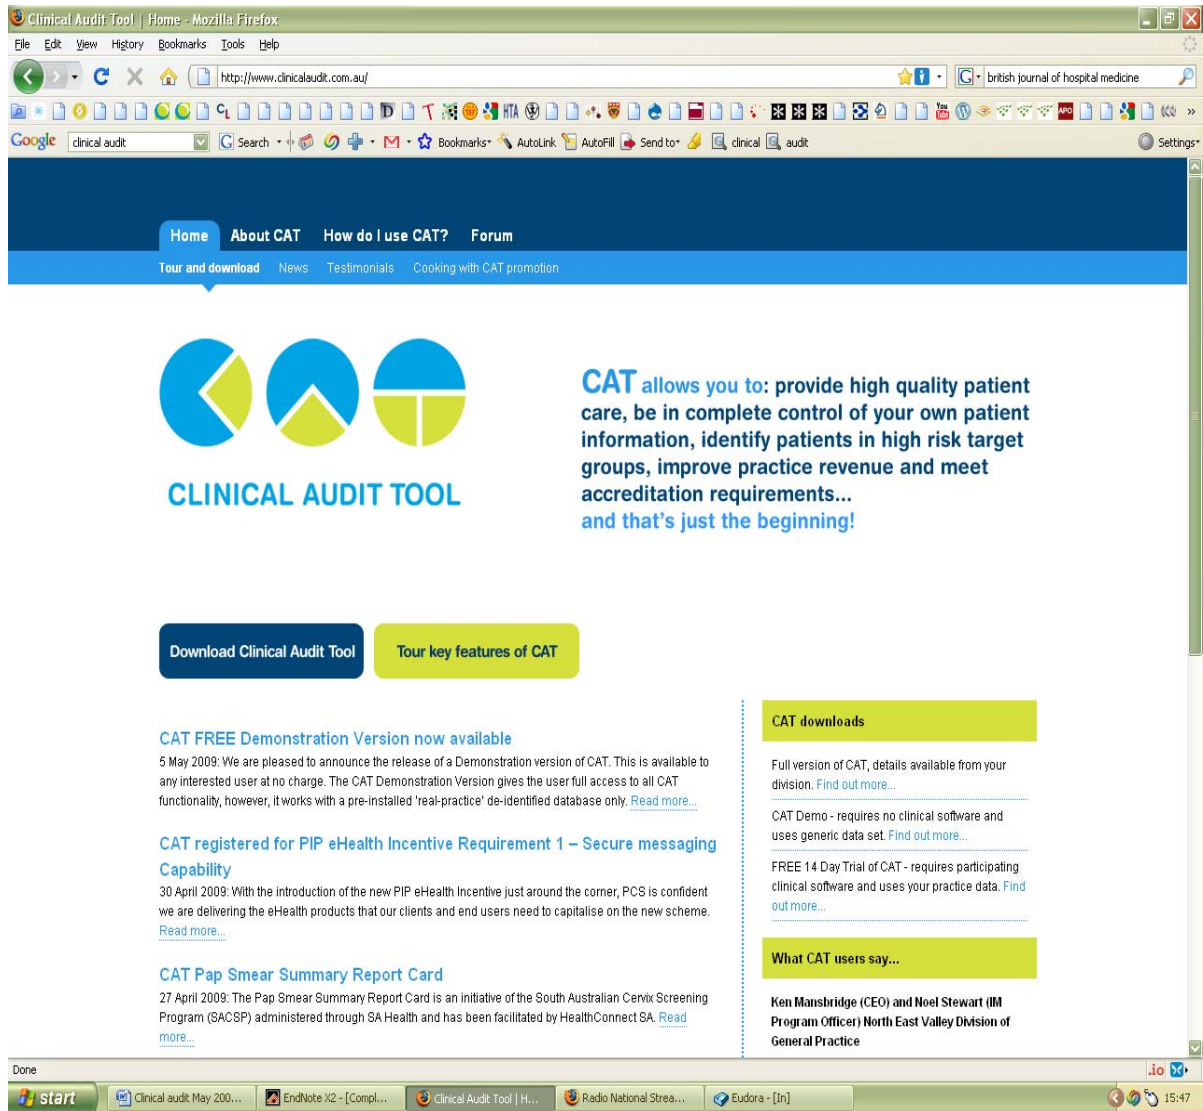 Clinical Audit Tool | Home - Mozilla Firefox
File Edit View History Bookmarks Tools Help
http://www.clinicalaudit.com.au/
british journal of hospital medicine
Google clinical audit Search Bookmarks AutoLink AutoFill Send to clinical audit Settings
Home About CAT How do I use CAT? Forum
Tour and download News Testimonials Cooking with CAT promotion
CAT
CLINICAL AUDIT TOOL
CAT allows you to: provide high quality patient
care, be in complete control of your own patient
information, identify patients in high risk target
groups, improve practice revenue and meet
accreditation requirements...
and that's just the beginning!
Download Clinical Audit Tool
Tour key features of CAT
CAT FREE Demonstration Version now available
5 May 2009: We are pleased to announce the release of a Demonstration version of CAT. This is available to
any interested user at no charge. The CAT Demonstration Version gives the user full access to all CAT
functionality, however, it works with a pre-installed 'real-practice' de-identified database only. Read more...
CAT registered for PIP eHealth Incentive Requirement 1 – Secure messaging
Capability
30 April 2009: With the introduction of the new PIP eHealth Incentive just around the corner, PCS is confident
we are delivering the eHealth products that our clients and end users need to capitalise on the new scheme.
Read more...
CAT Pap Smear Summary Report Card
27 April 2009: The Pap Smear Summary Report Card is an initiative of the South Australian Cervix Screening
Program (SACSP) administered through SA Health and has been facilitated by HealthConnect SA. Read
more...
CAT downloads
Full version of CAT, details available from your
division. Find out more...
CAT Demo - requires no clinical software and
uses generic data set. Find out more...
FREE 14 Day Trial of CAT - requires participating
clinical software and uses your practice data. Find
out more...
What CAT users say...
Ken Mansbridge (CEO) and Noel Stewart (IM
Program Officer) North East Valley Division of
General Practice
Done
.io
start Clinical audit May 200... EndNote X2 - [Compl... Clinical Audit Tool | H... Radio National Strea... Eudora - [In] 15:47